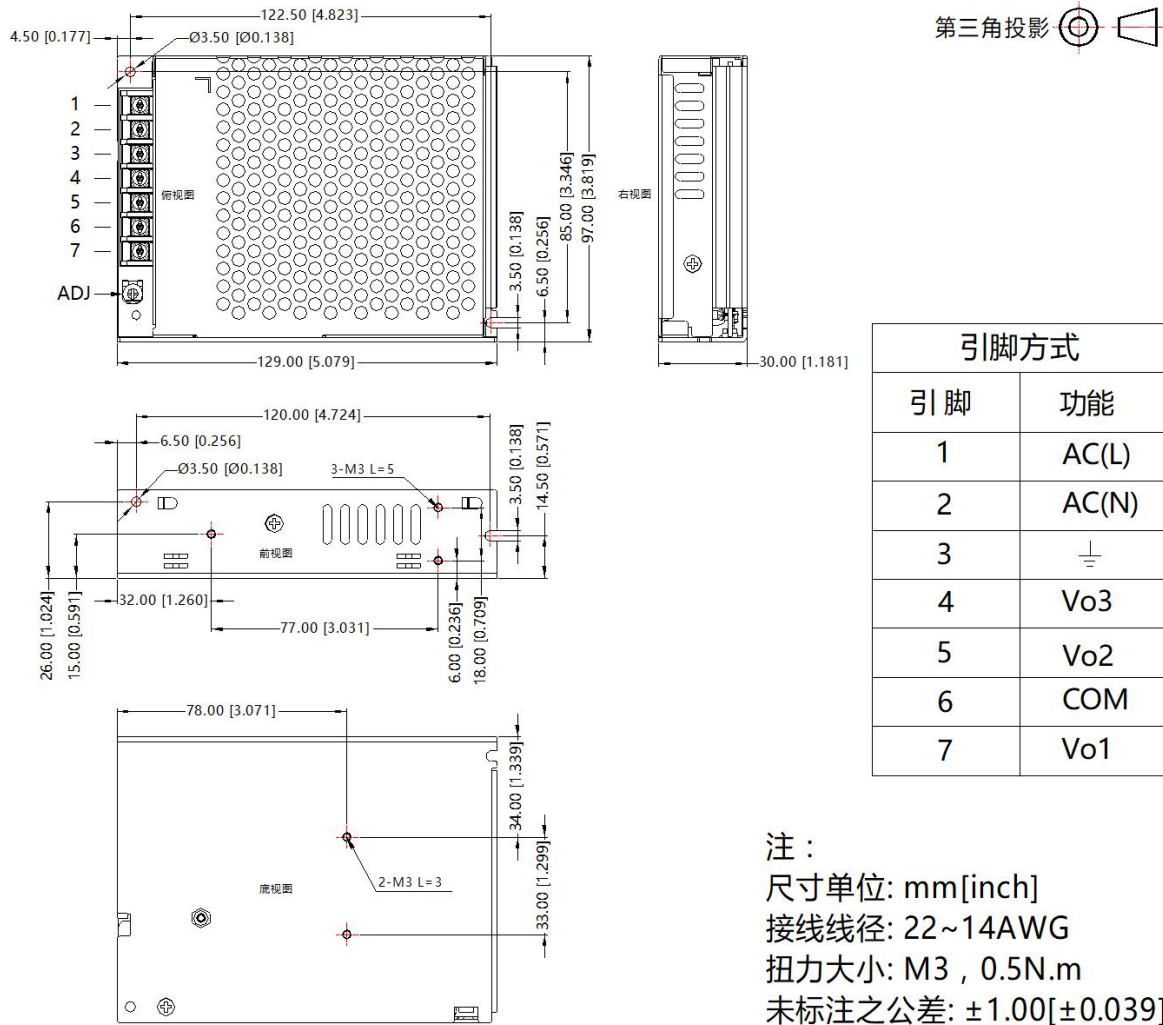 第三角投影
122.50 [4.823]
4.50 [0.177]
Ø3.50 [Ø0.138]
1
2
3
4
5
6
7
ADJ
俯视图
85.00 [3.346]
97.00 [3.819]
3.50 [0.138]
6.50 [0.256]
129.00 [5.079]
右视图
30.00 [1.181]
120.00 [4.724]
6.50 [0.256]
Ø3.50 [Ø0.138]
3-M3 L=5
3.50 [0.138]
14.50 [0.571]
前视图
26.00 [1.024]
15.00 [0.591]
32.00 [1.260]
77.00 [3.031]
6.00 [0.236]
18.00 [0.709]
78.00 [3.071]
34.00 [1.339]
33.00 [1.299]
2-M3 L=3
底视图
引脚方式
引脚 功能
1 AC(L)
2 AC(N)
3 ⏚
4 Vo3
5 Vo2
6 COM
7 Vo1
注：
尺寸单位: mm[inch]
接线线径: 22~14AWG
扭力大小: M3，0.5N.m
未标注之公差: ±1.00[±0.039]